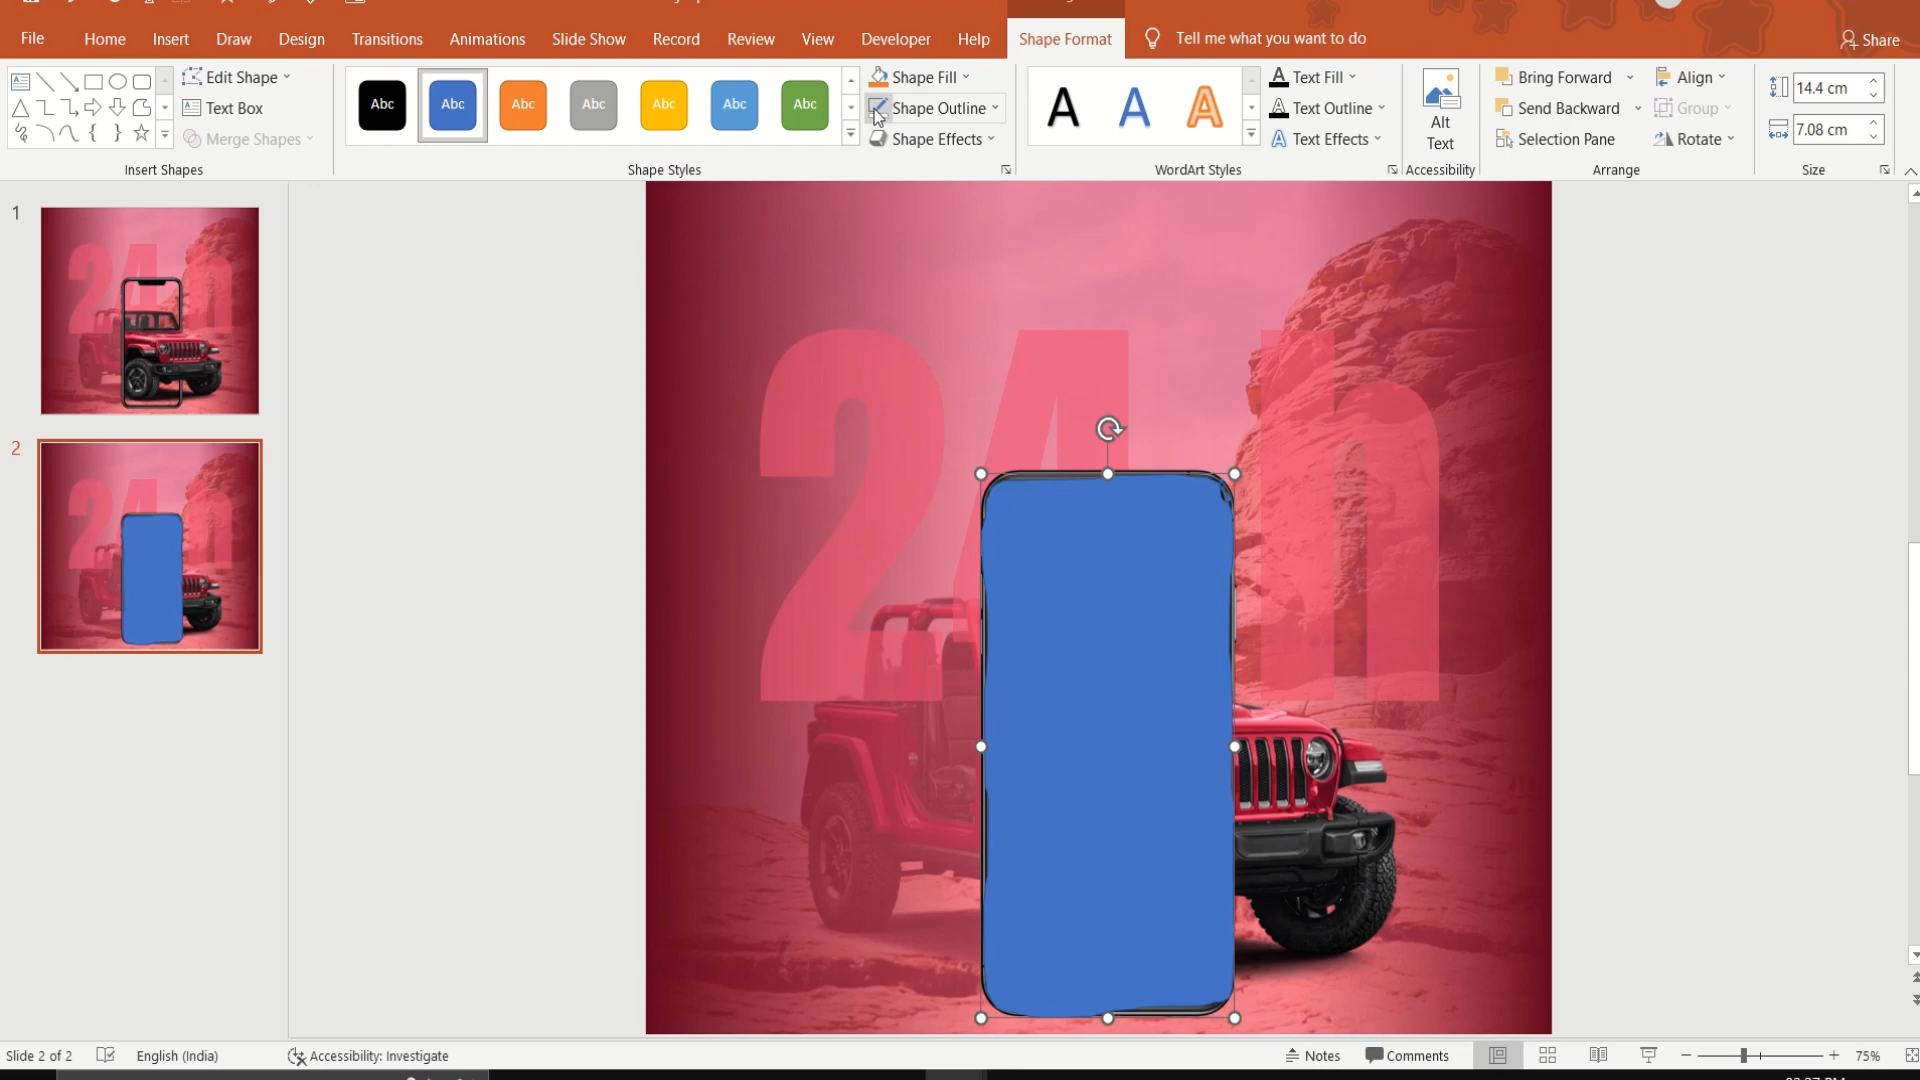 File Home Insert Draw Design Transitions Animations Slide Show Record Review View Developer Help Shape Format Tell me what you want to do Share
Edit Shape
Text Box
Merge Shapes
Insert Shapes
Abc Abc Abc Abc Abc Abc Abc
Shape Fill
Shape Outline
Shape Effects
Shape Styles
A A A
Text Fill
Text Outline
Text Effects
WordArt Styles
Alt
Text
Accessibility
Bring Forward
Send Backward
Selection Pane
Align
Group
Rotate
Arrange
14.4 cm
7.08 cm
Size
1
24 h
2
24 h
24 h
Slide 2 of 2 English (India) Accessibility: Investigate Notes Comments 75%